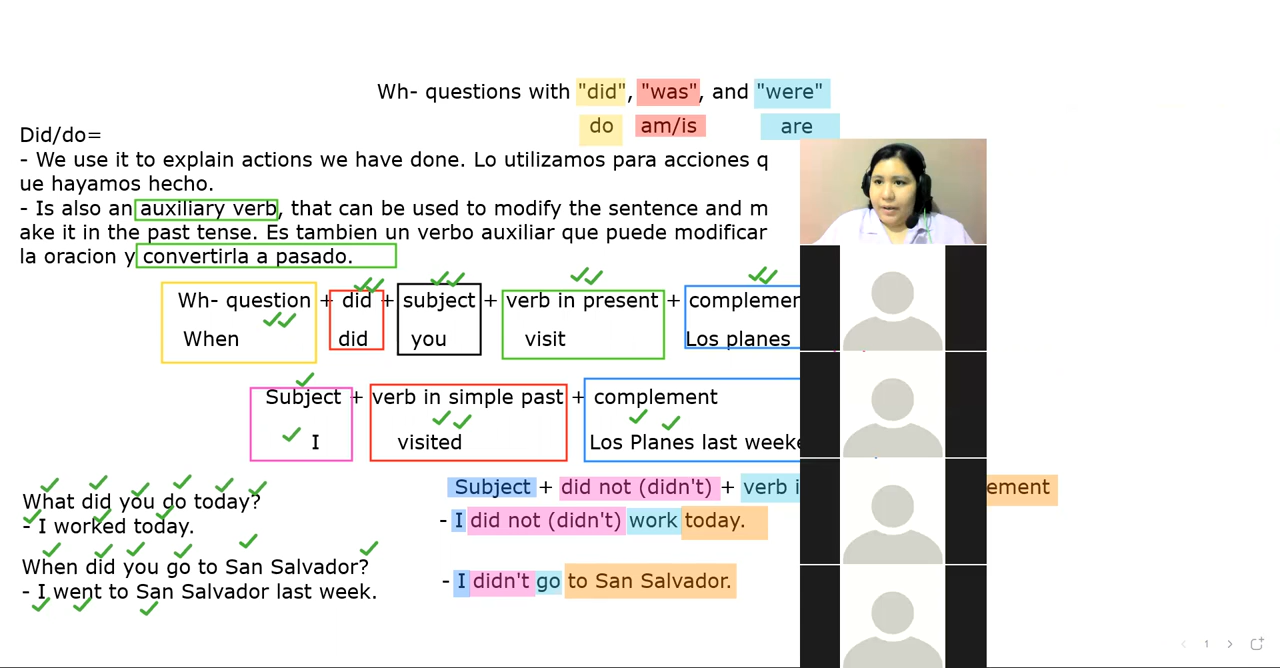 Wh- questions with "did", "was", and "were"
do am/is are
Did/do=
- We use it to explain actions we have done. Lo utilizamos para acciones q
ue hayamos hecho.
- Is also an auxiliary verb, that can be used to modify the sentence and m
ake it in the past tense. Es tambien un verbo auxiliar que puede modificar
la oracion y convertirla a pasado.
Wh- question + did + subject + verb in present +
When did you visit Los planes
Subject + verb in simple past + complement
I visited Los Planes last
What did you do today?
- I worked today.
When did you go to San Salvador?
- I went to San Salvador last week.
Subject + did not (didn't) + verb
- I did not (didn't) work today.
- I didn't go to San Salvador.
1